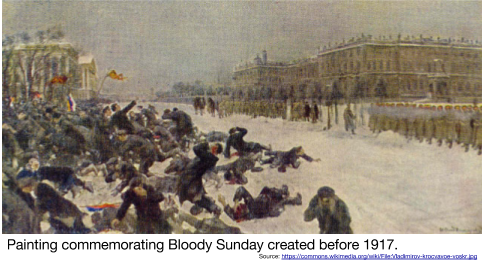 Painting commemorating Bloody Sunday created before 1917.
Source: https://commons.wikimedia.org/wiki/File:Vladimirov-krovavoe-voskr.jpg